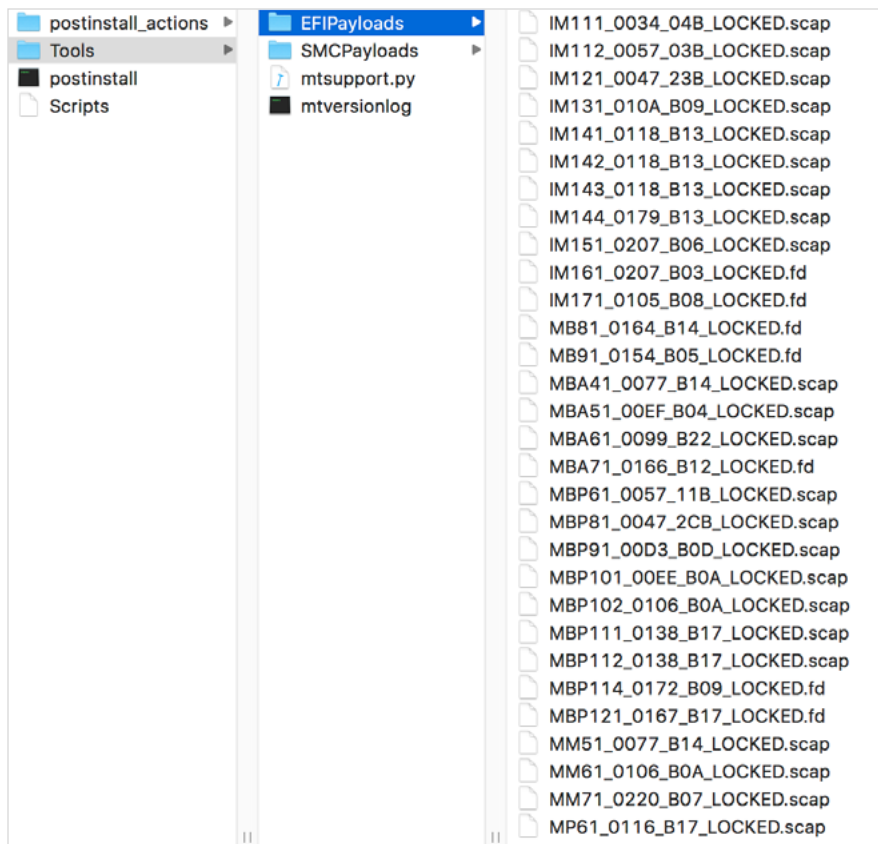 postinstall_actions
Tools
postinstall
Scripts
EFIPayloads
SMCPayloads
mtsupport.py
mtversionlog
IM111_0034_04B_LOCKED.scap
IM112_0057_03B_LOCKED.scap
IM121_0047_23B_LOCKED.scap
IM131_010A_B09_LOCKED.scap
IM141_0118_B13_LOCKED.scap
IM142_0118_B13_LOCKED.scap
IM143_0118_B13_LOCKED.scap
IM144_0179_B13_LOCKED.scap
IM151_0207_B06_LOCKED.scap
IM161_0207_B03_LOCKED.fd
IM171_0105_B08_LOCKED.fd
MB81_0164_B14_LOCKED.fd
MB91_0154_B05_LOCKED.fd
MBA41_0077_B14_LOCKED.scap
MBA51_00EF_B04_LOCKED.scap
MBA61_0099_B22_LOCKED.scap
MBA71_0166_B12_LOCKED.fd
MBP61_0057_11B_LOCKED.scap
MBP81_0047_2CB_LOCKED.scap
MBP91_00D3_B0D_LOCKED.scap
MBP101_00EE_B0A_LOCKED.scap
MBP102_0106_B0A_LOCKED.scap
MBP111_0138_B17_LOCKED.scap
MBP112_0138_B17_LOCKED.scap
MBP114_0172_B09_LOCKED.fd
MBP121_0167_B17_LOCKED.fd
MM51_0077_B14_LOCKED.scap
MM61_0106_B0A_LOCKED.scap
MM71_0220_B07_LOCKED.scap
MP61_0116_B17_LOCKED.scap